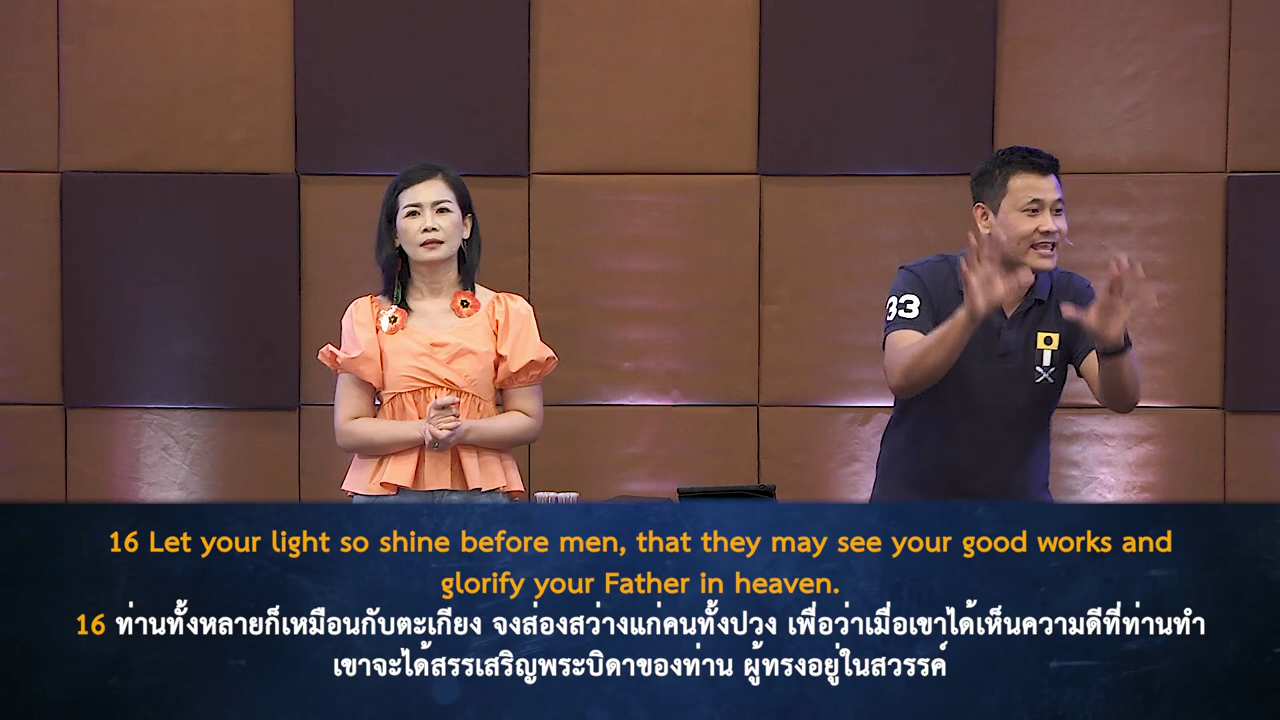 33
16 Let your light so shine before men, that they may see your good works and
glorify your Father in heaven.
16 ท่านทั้งหลายก็เหมือนกับตะเกียง จงส่องสว่างแก่คนทั้งปวง เพื่อว่าเมื่อเขาได้เห็นความดีที่ท่านทำ
เขาจะได้สรรเสริญพระบิดาของท่าน ผู้ทรงอยู่ในสวรรค์